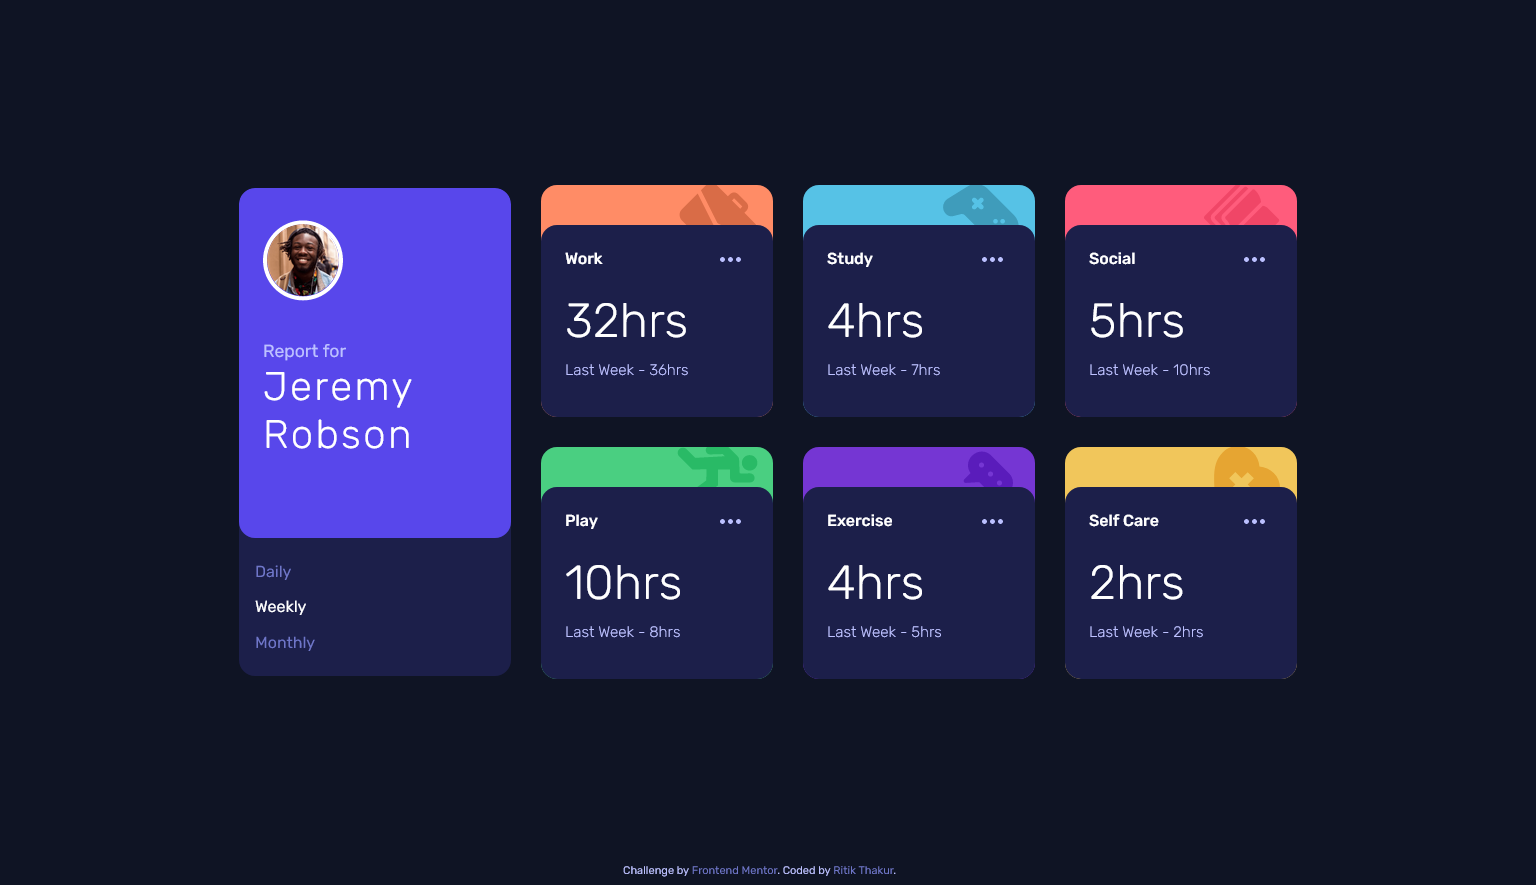 Report for
Jeremy
Robson
Daily
Weekly
Monthly
Work
32hrs
Last Week - 36hrs
Study
4hrs
Last Week - 7hrs
Social
5hrs
Last Week - 10hrs
Play
10hrs
Last Week - 8hrs
Exercise
4hrs
Last Week - 5hrs
Self Care
2hrs
Last Week - 2hrs
Challenge by Frontend Mentor. Coded by Ritik Thakur.